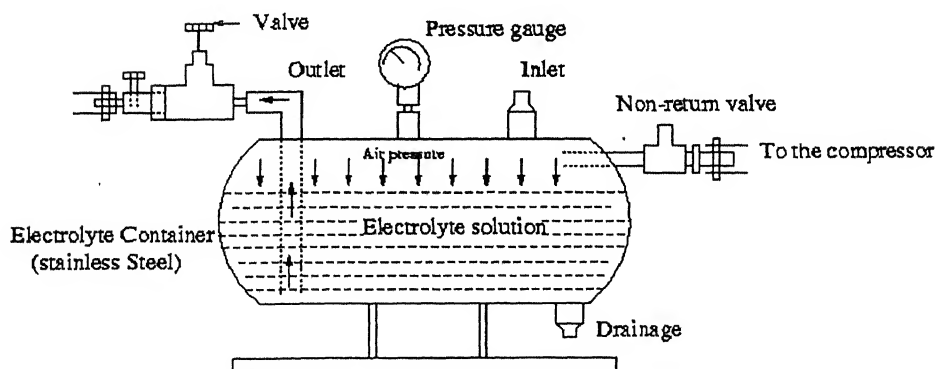 Valve
Pressure gauge
Outlet
Inlet
Non-return valve
Air pressure
To the compressor
Electrolyte solution
Electrolyte Container
(stainless Steel)
Drainage